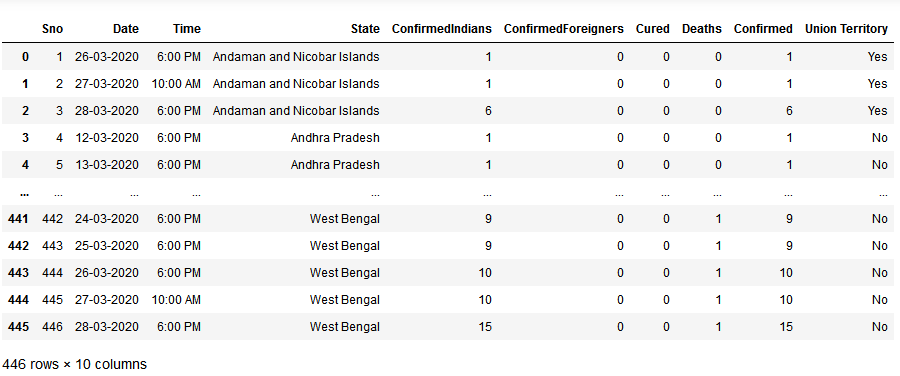 Sno Date Time State ConfirmedIndians ConfirmedForeigners Cured Deaths Confirmed Union Territory
0 1 26-03-2020 6:00 PM Andaman and Nicobar Islands 1 0 0 0 1 Yes
1 2 27-03-2020 10:00 AM Andaman and Nicobar Islands 1 0 0 0 1 Yes
2 3 28-03-2020 6:00 PM Andaman and Nicobar Islands 6 0 0 0 6 Yes
3 4 12-03-2020 6:00 PM Andhra Pradesh 1 0 0 0 1 No
4 5 13-03-2020 6:00 PM Andhra Pradesh 1 0 0 0 1 No
... ... ... ... ... ... ... ... ... ... ...
441 442 24-03-2020 6:00 PM West Bengal 9 0 0 1 9 No
442 443 25-03-2020 6:00 PM West Bengal 9 0 0 1 9 No
443 444 26-03-2020 6:00 PM West Bengal 10 0 0 1 10 No
444 445 27-03-2020 10:00 AM West Bengal 10 0 0 1 10 No
445 446 28-03-2020 6:00 PM West Bengal 15 0 0 1 15 No
446 rows × 10 columns